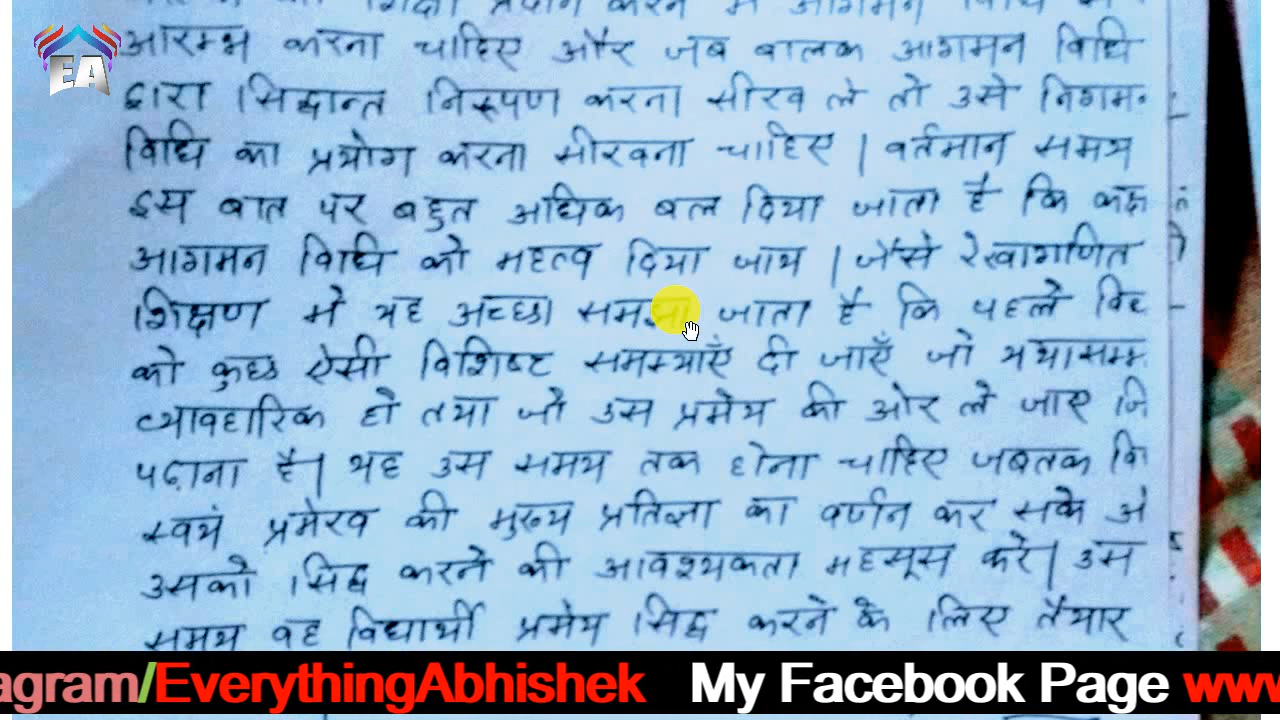 EA
की शिक्षा प्रदान करने में आगमन विधि से
आरम्भ करना चाहिए और जब बालक आगमन विधि
द्वारा सिद्धान्त निरूपण करना सीख ले तो उसे निगमन
विधि का प्रयोग करना सीखना चाहिए । वर्तमान समय
इस बात पर बहुत अधिक बल दिया जाता है कि
आगमन विधि को महत्व दिया जाय । जैसे रेखागणित
शिक्षण में यह अच्छा समझा जाता है कि पहले
को कुछ ऐसी विशिष्ट समस्याएँ दी जाएँ जो
व्यावहारिक हो तथा जो उस प्रमेय की ओर ले जाए
पढ़ाना है। यह उस समय तक होना चाहिए जबतक
स्वयं प्रमेख की मुख्य प्रतिज्ञा का वर्णन कर सके
उसको सिद्ध करने की आवश्यकता महसूस करे। उस
समय वह विद्यार्थी प्रमेय सिद्ध करने के लिए तैयार
agram/EverythingAbhishek My Facebook Page www.